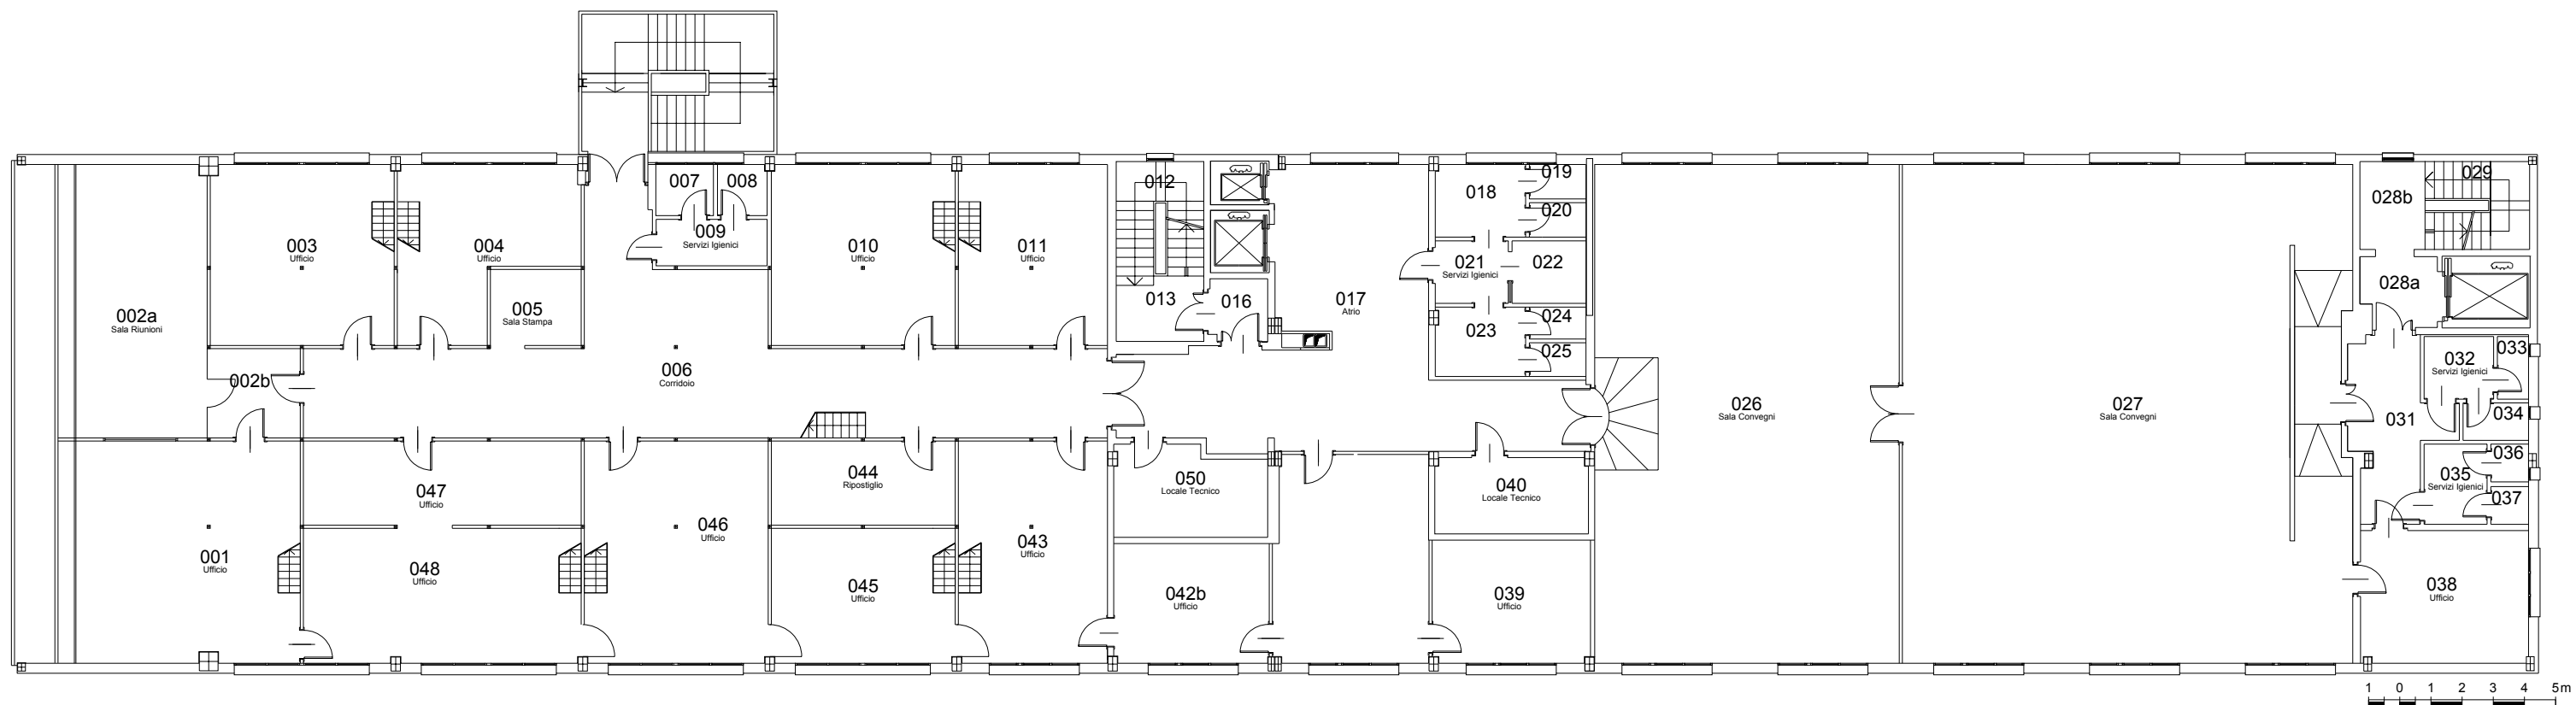 012
019
007
008
018
029
028b
020
009
Servizi Igienici
003
Ufficio
004
Ufficio
010
Ufficio
011
Ufficio
021
Servizi Igienici
022
028a
013
016
017
Atrio
002a
Sala Riunioni
005
Sala Stampa
024
023
025
032
Servizi Igienici
033
002b
006
Corridoio
026
Sala Convegni
027
Sala Convegni
031
034
036
047
Ufficio
044
Ripostiglio
050
Locale Tecnico
040
Locale Tecnico
035
Servizi Igienici
037
046
Ufficio
043
Ufficio
001
Ufficio
048
Ufficio
045
Ufficio
042b
Ufficio
039
Ufficio
038
Ufficio
1 0 1 2 3 4 5m